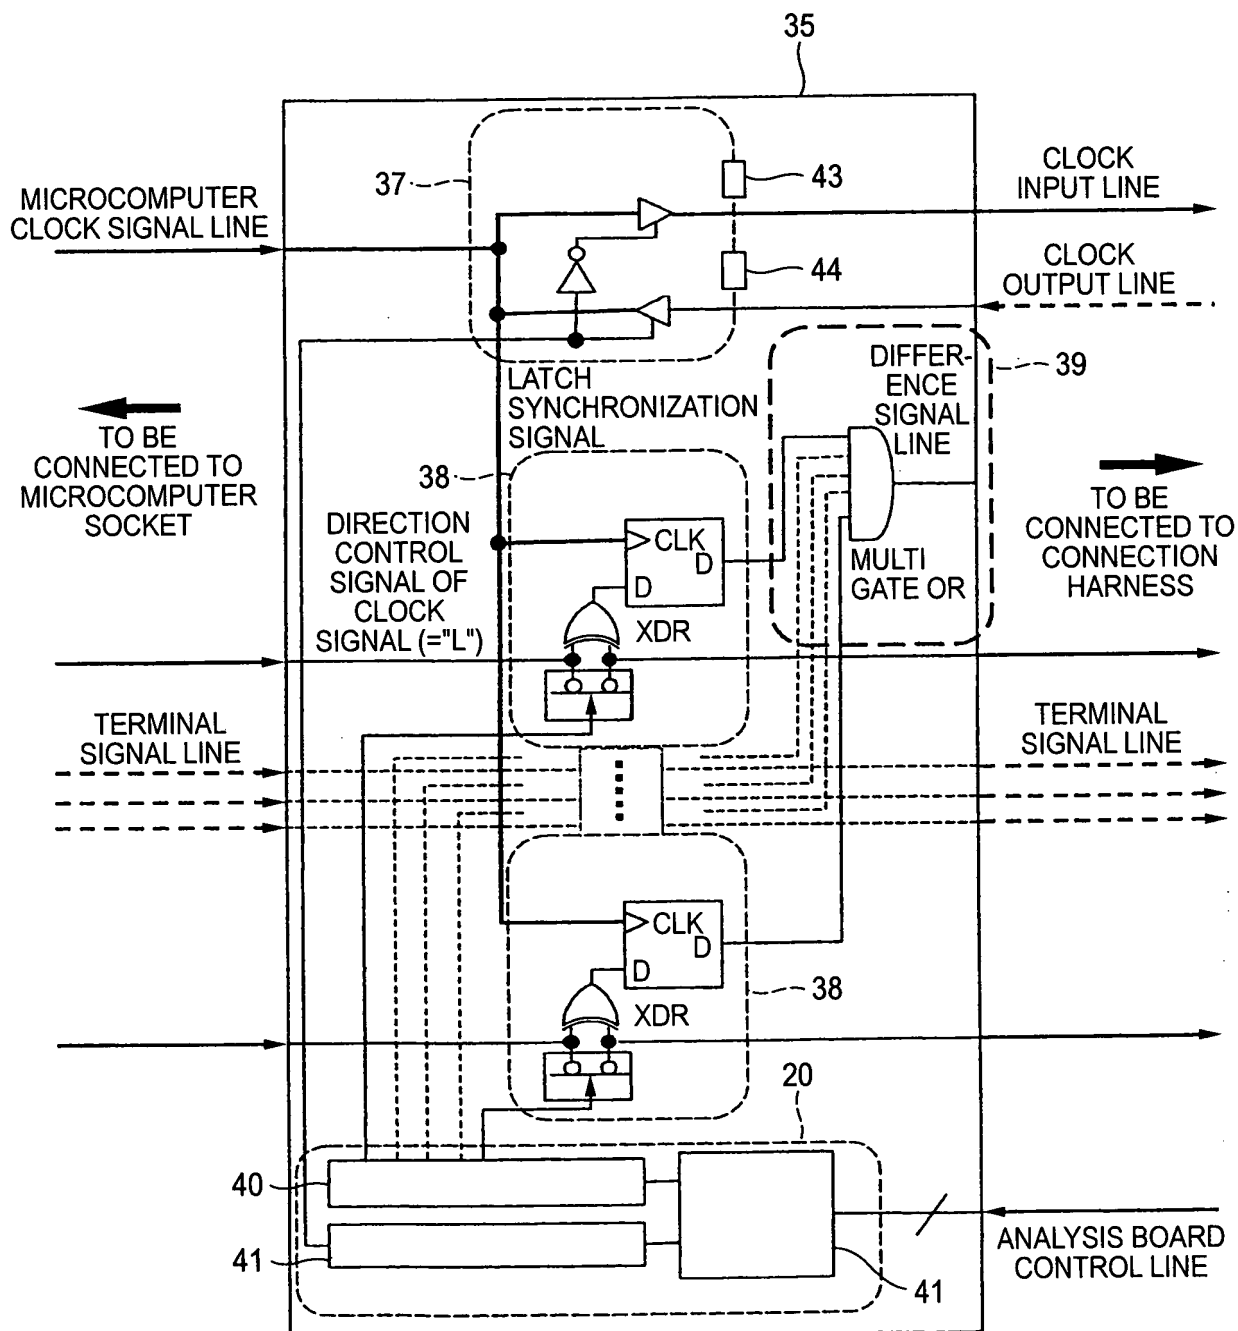 35
37
43
CLOCK
INPUT LINE
MICROCOMPUTER
CLOCK SIGNAL LINE
44
CLOCK
OUTPUT LINE
LATCH
SYNCHRONIZATION
SIGNAL
DIFFER-
ENCE
SIGNAL
LINE
39
TO BE
CONNECTED TO
MICROCOMPUTER
SOCKET
38
DIRECTION
CONTROL
SIGNAL OF
CLOCK
SIGNAL (="L")
CLK
D
D
XDR
MULTI
GATE OR
TO BE
CONNECTED TO
CONNECTION
HARNESS
TERMINAL
SIGNAL LINE
TERMINAL
SIGNAL LINE
CLK
D
D
XDR
38
20
40
41
41
ANALYSIS BOARD
CONTROL LINE